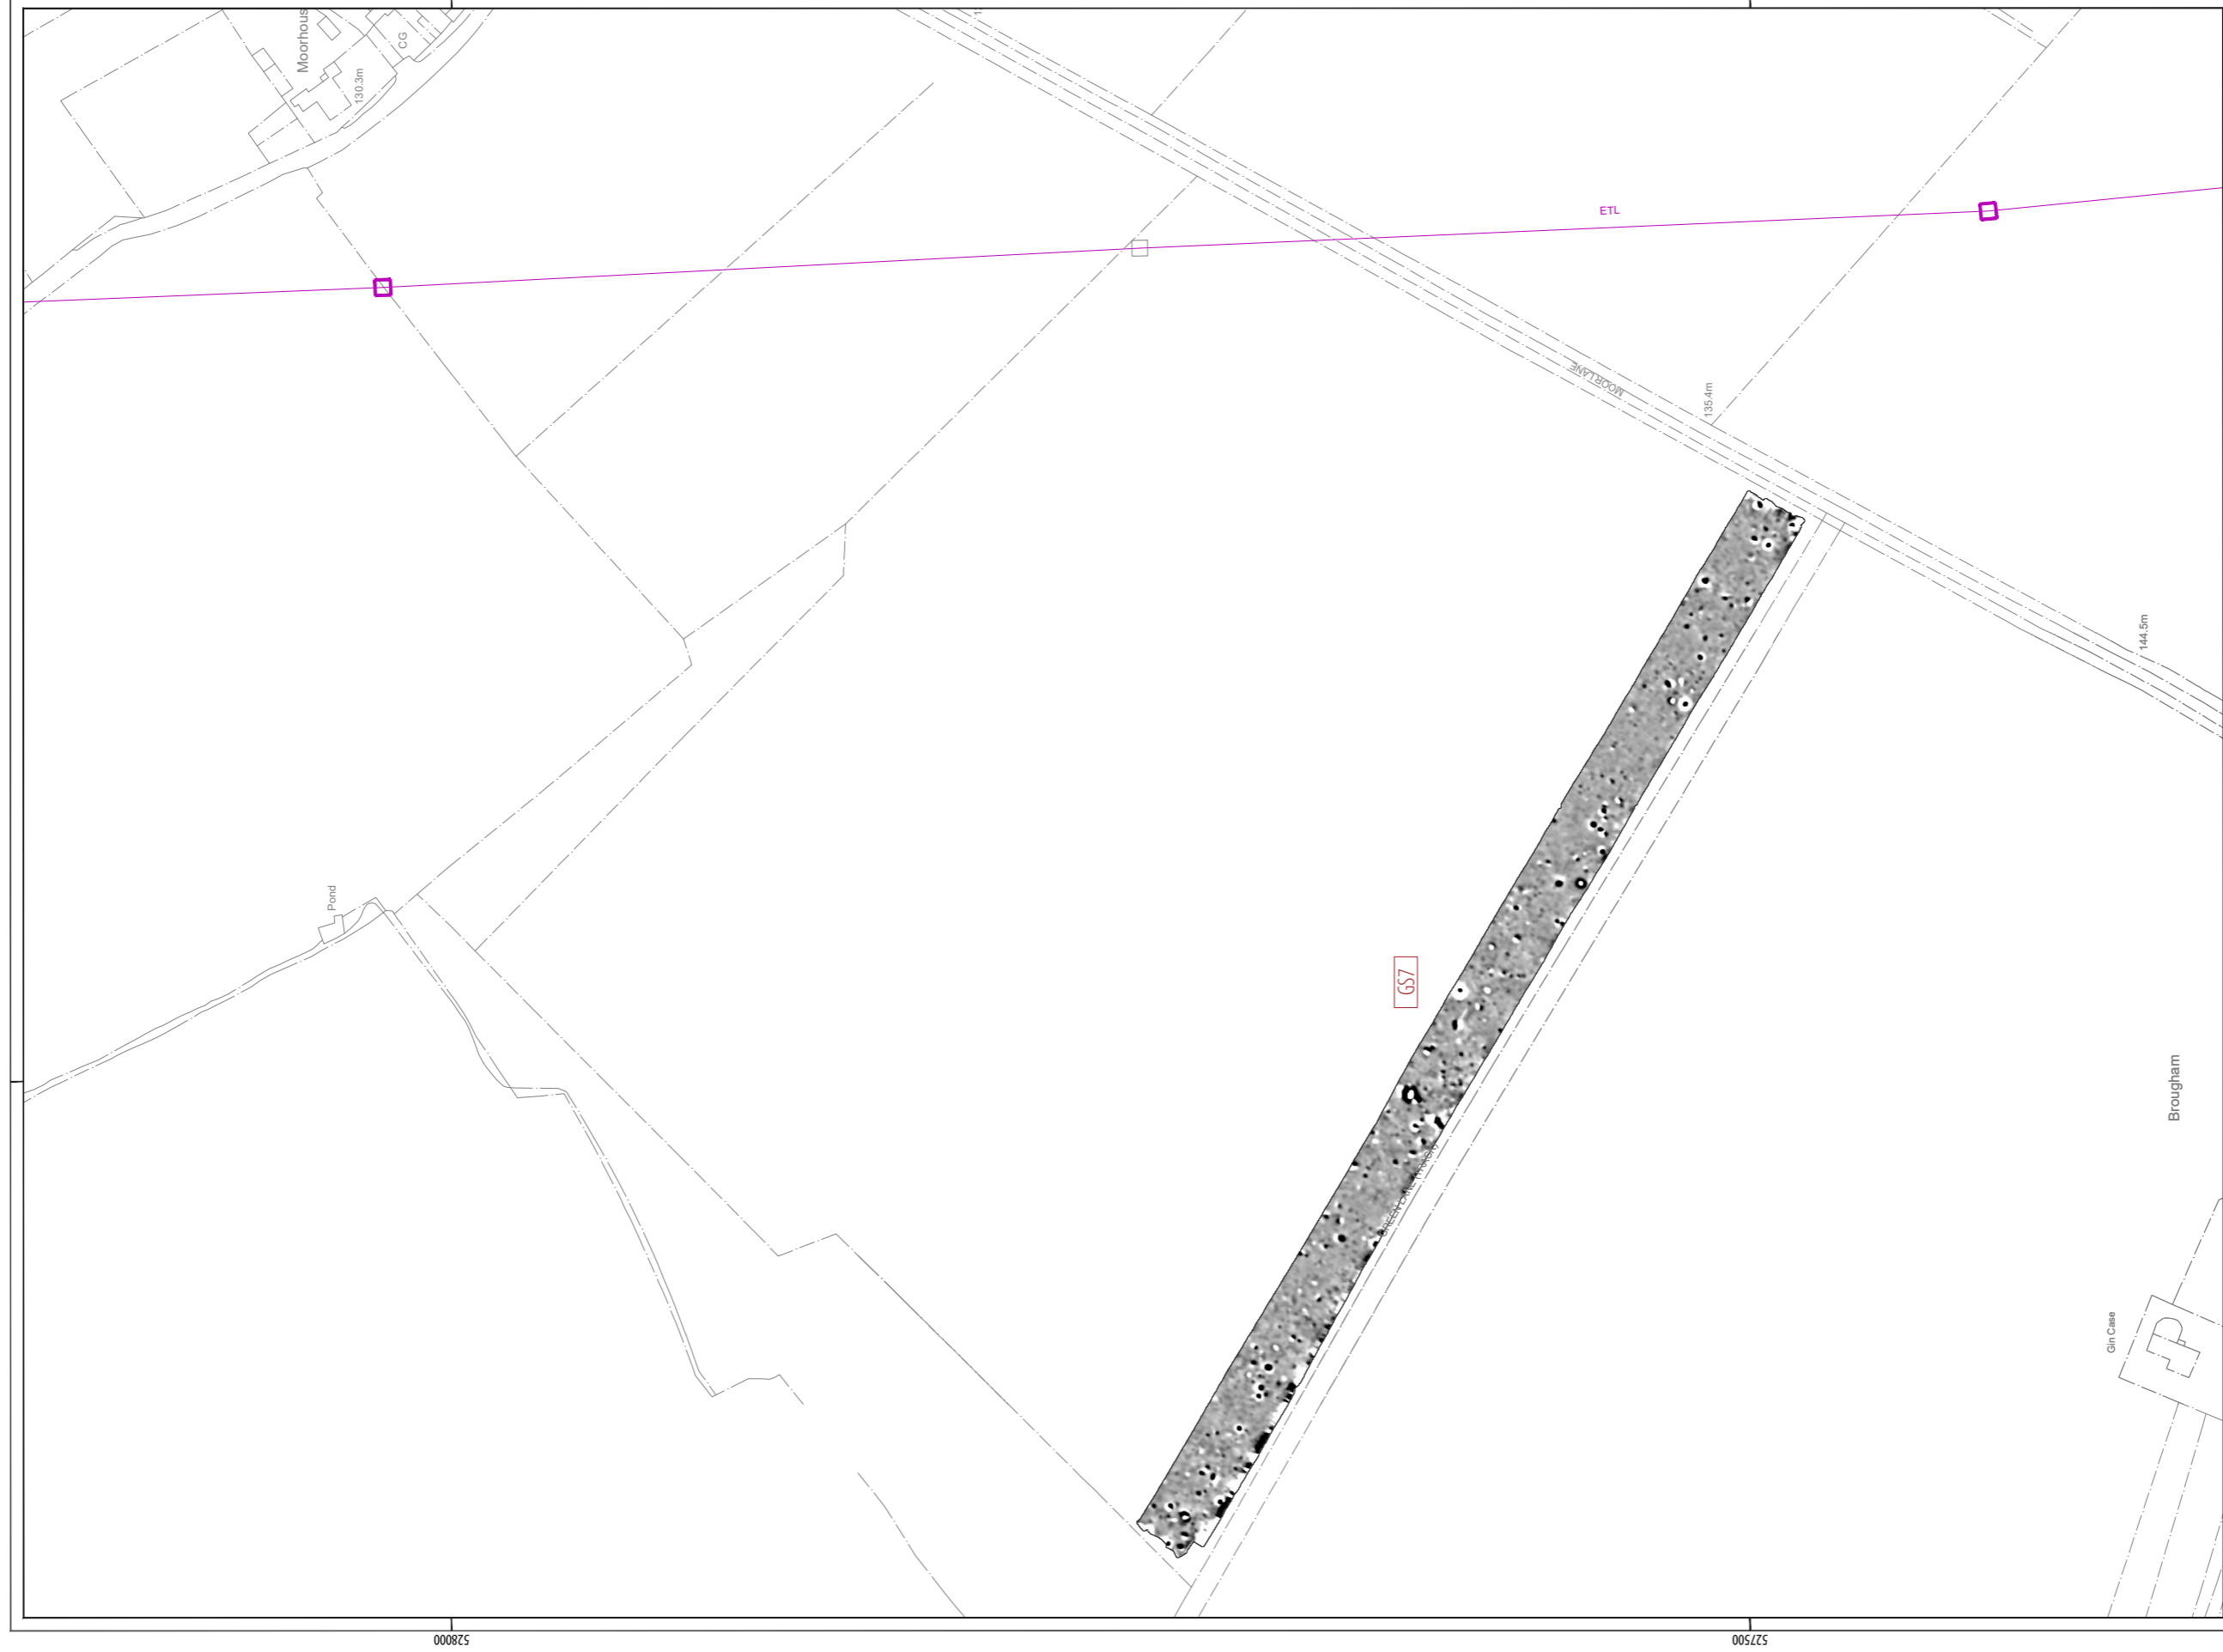 Moorhous
CG
130.3m
ETL
MOOR LANE
135.4m
144.5m
Pond
GS7
Brougham
Gin Case
528000
527500